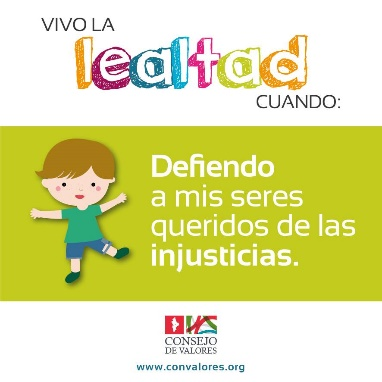 VIVO LA
lealtad
CUANDO:
Defiendo
a mis seres
queridos de las
injusticias.
CONSEJO
DE VALORES
www.convalores.org